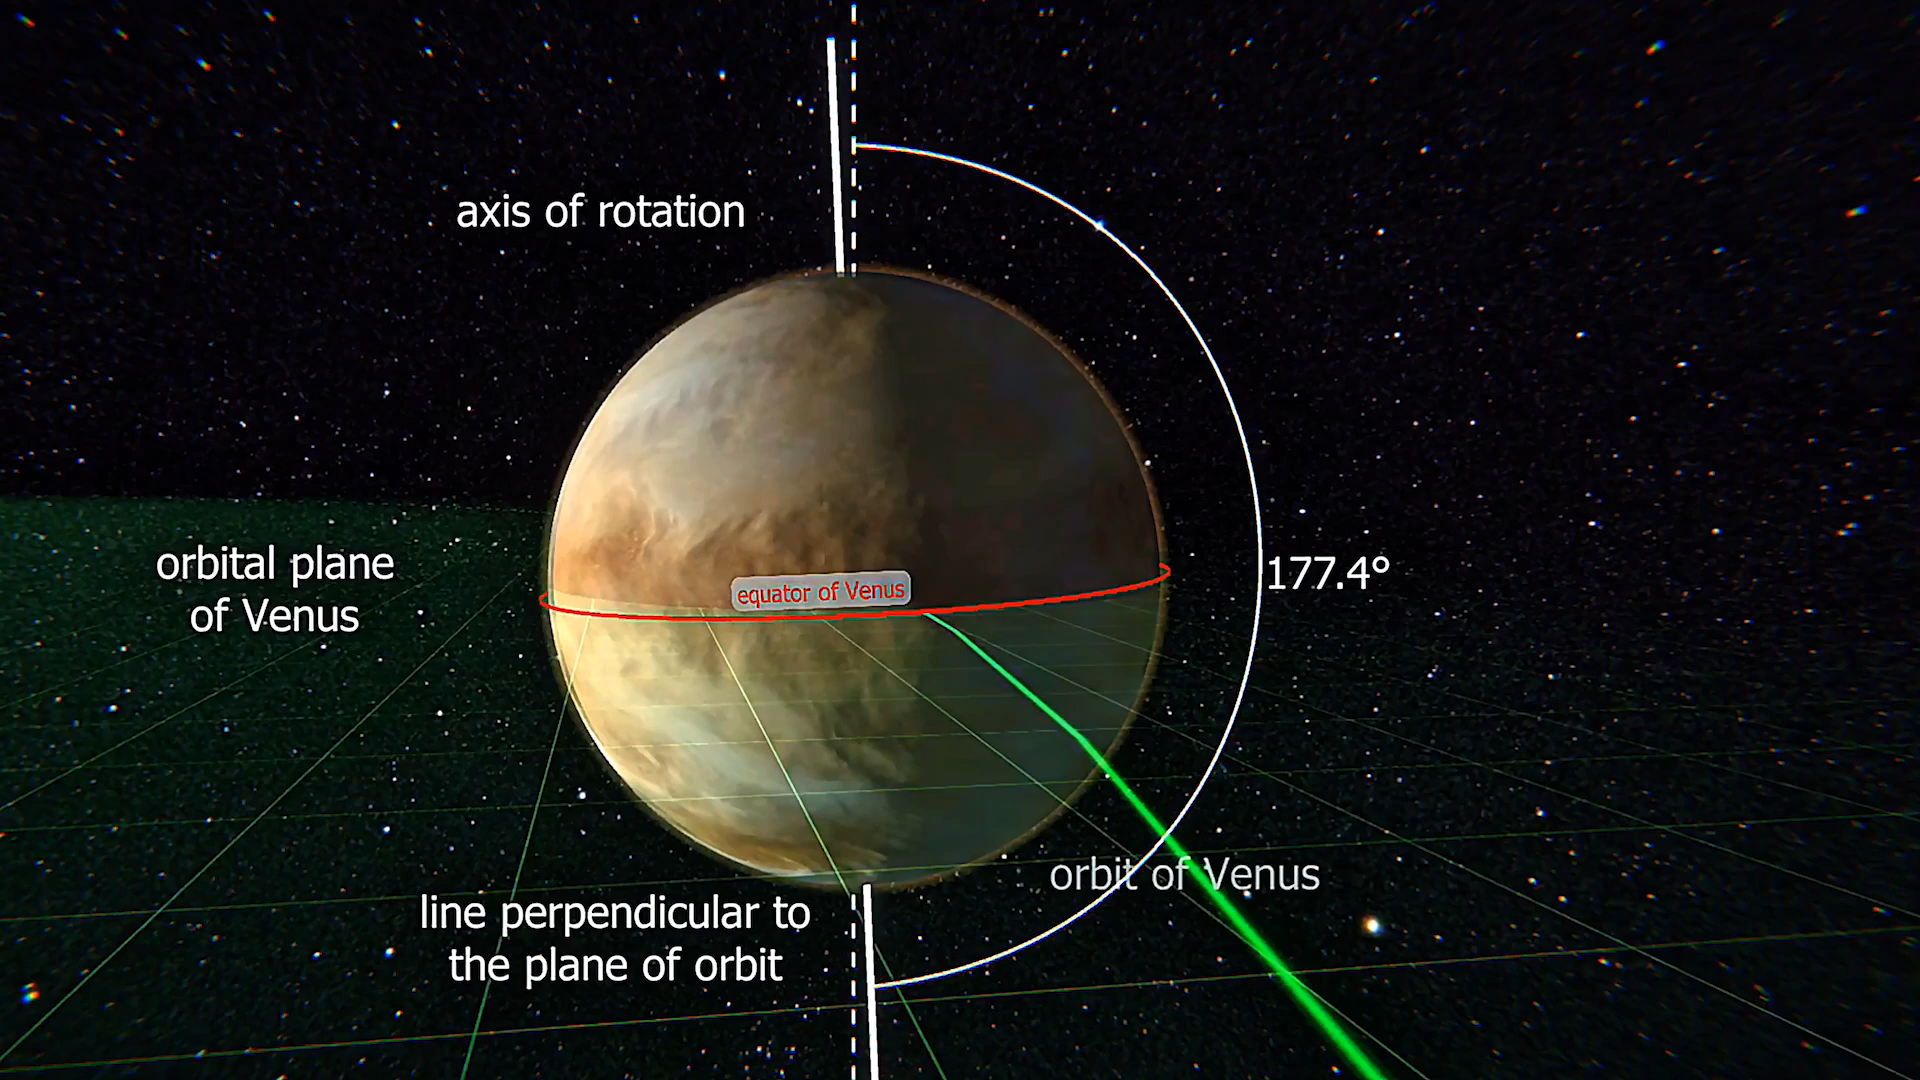 axis of rotation
orbital plane
of Venus
equator of Venus
177.4°
orbit of Venus
line perpendicular to
the plane of orbit